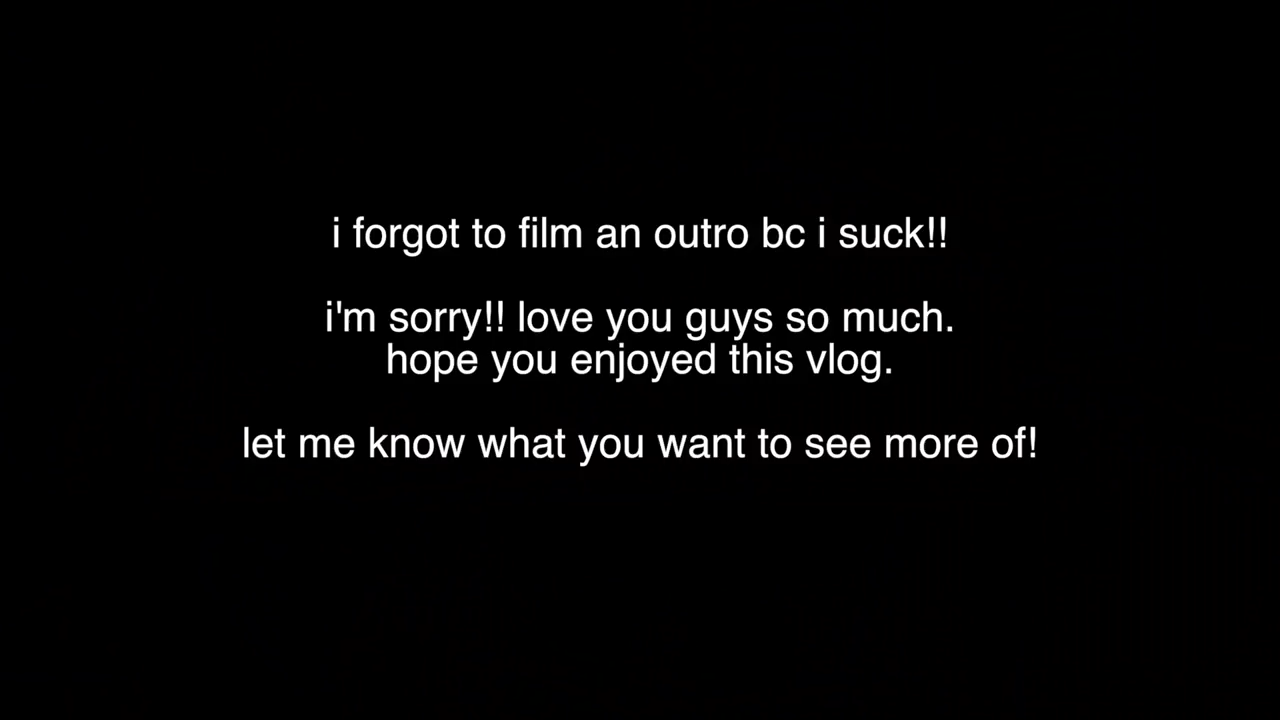 i forgot to film an outro bc i suck!!
i'm sorry!! love you guys so much.
hope you enjoyed this vlog.
let me know what you want to see more of!